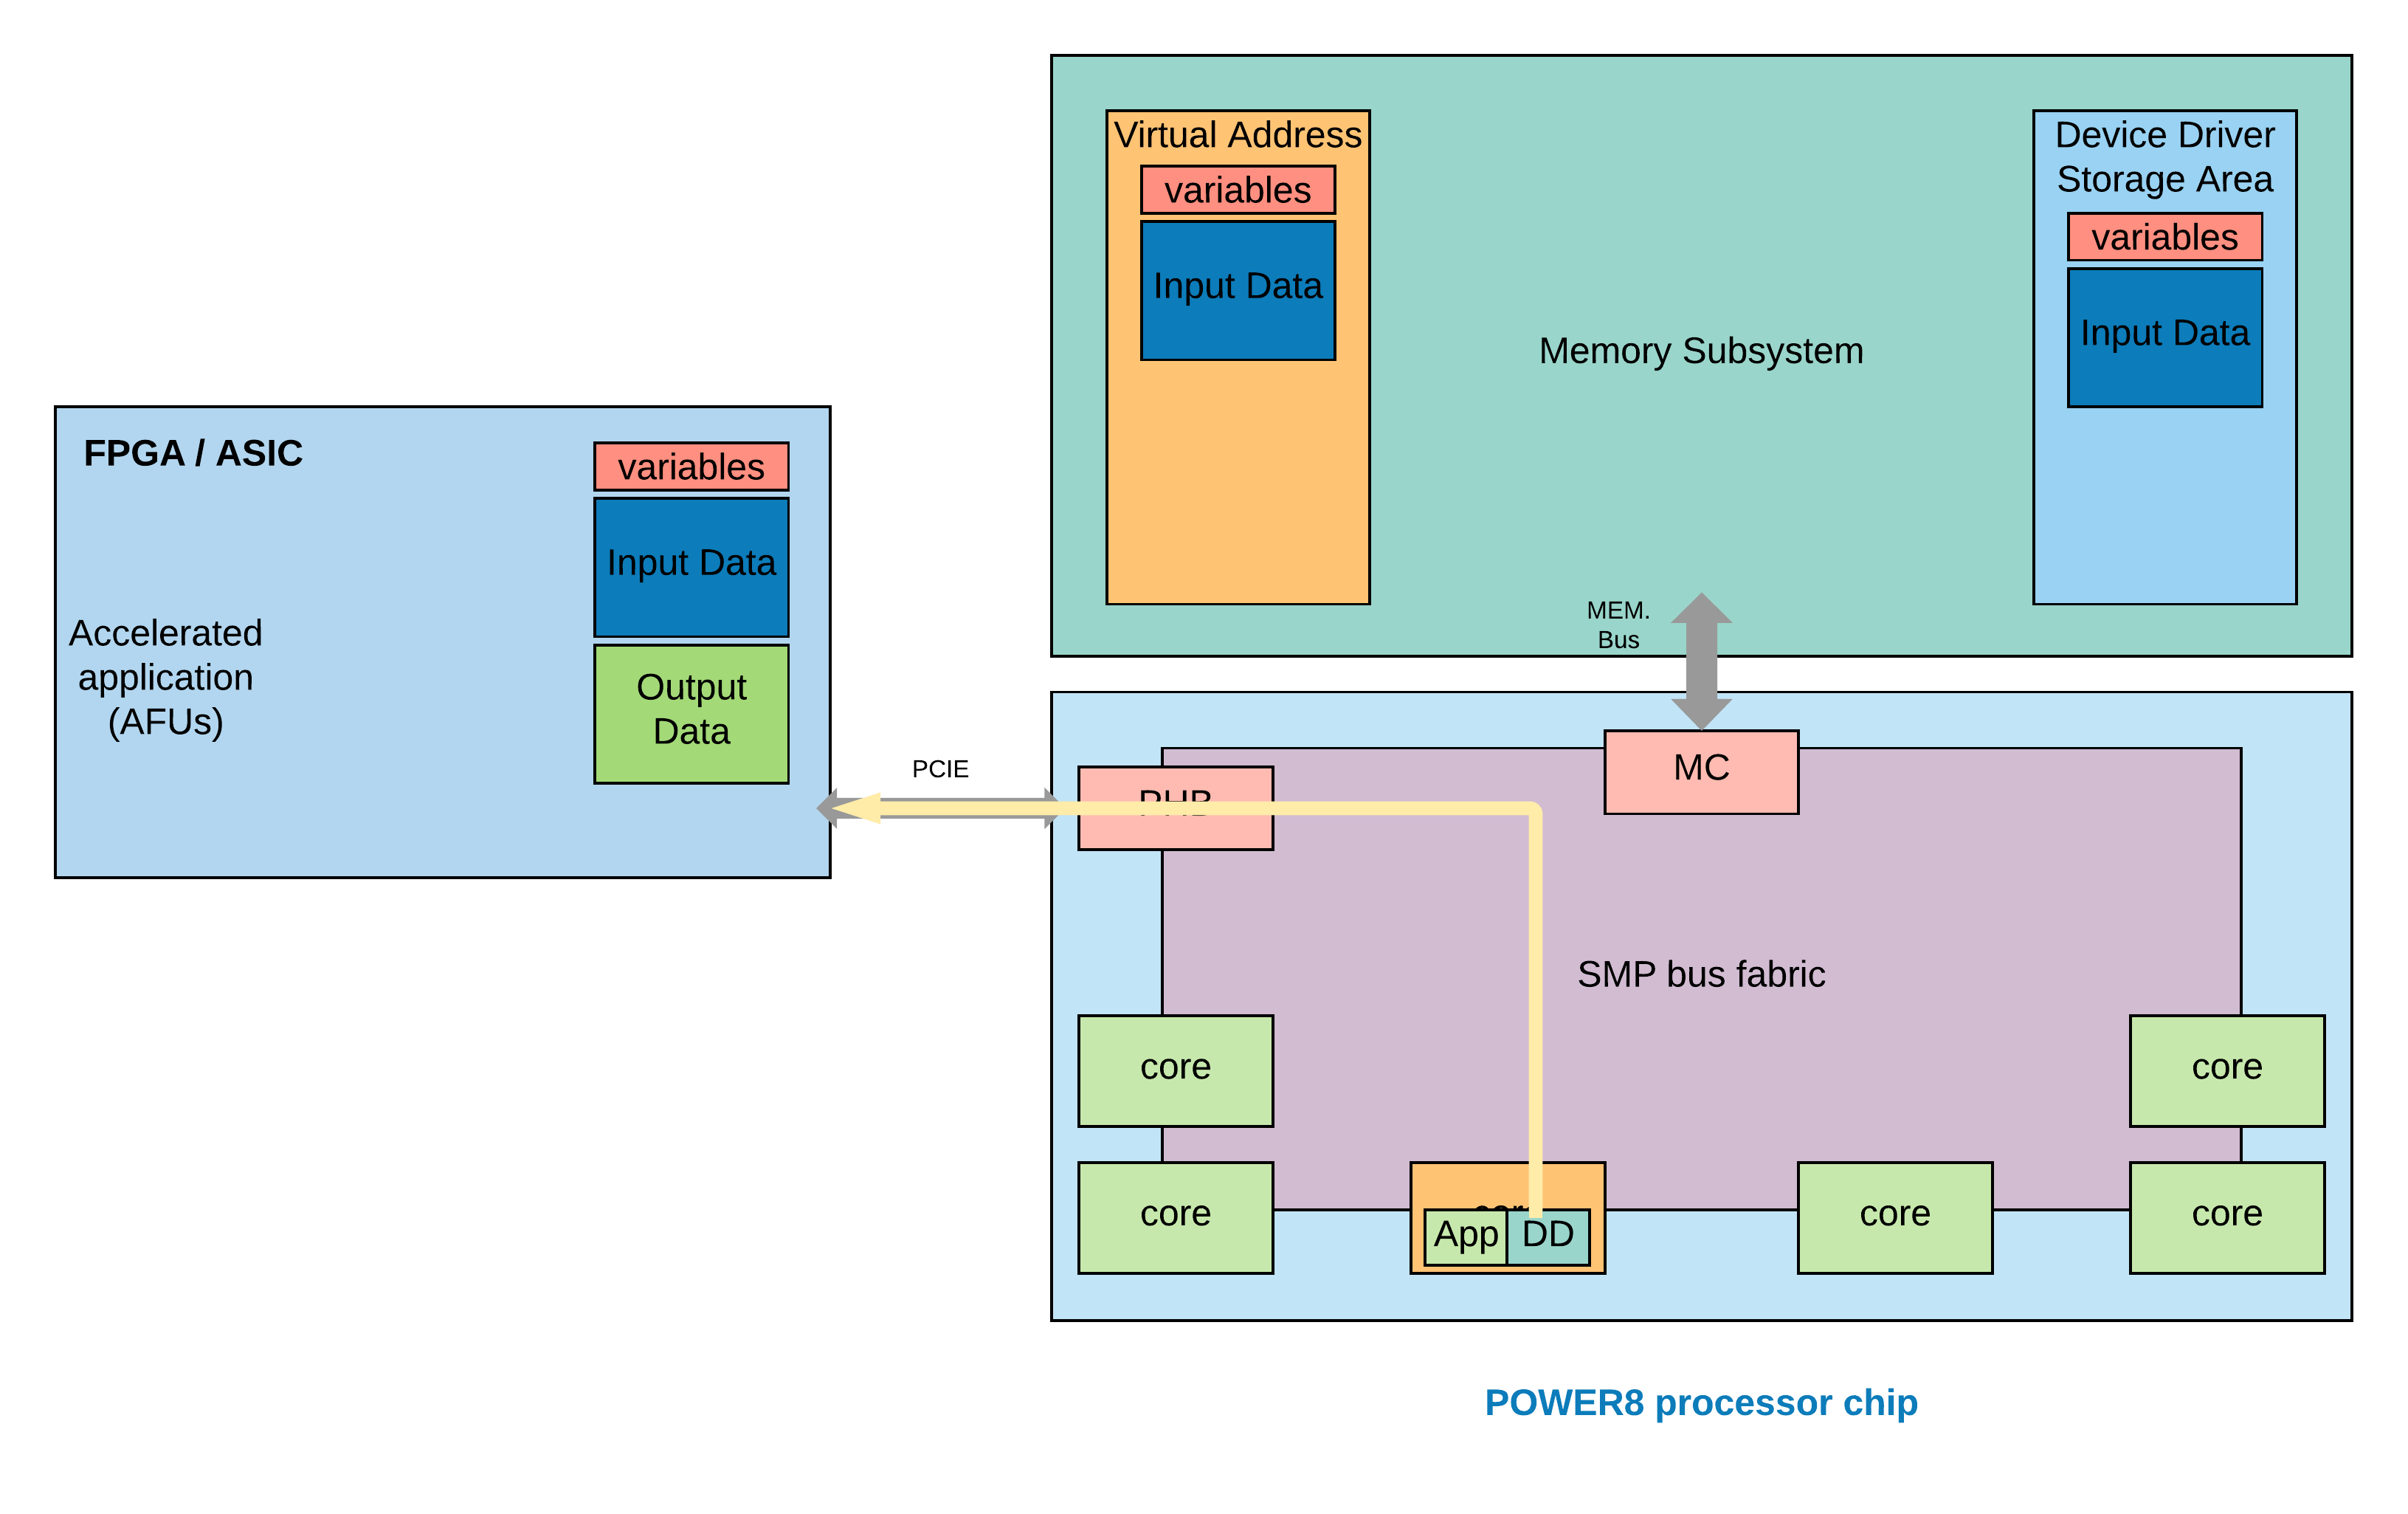 Virtual Address
variables
Input Data
Memory Subsystem
Device Driver
Storage Area
variables
Input Data
MEM.
Bus
FPGA / ASIC
variables
Input Data
Accelerated
application
(AFUs)
Output
Data
PCIE
PHB
MC
SMP bus fabric
core
core
core
core
App
DD
core
core
core
POWER8 processor chip